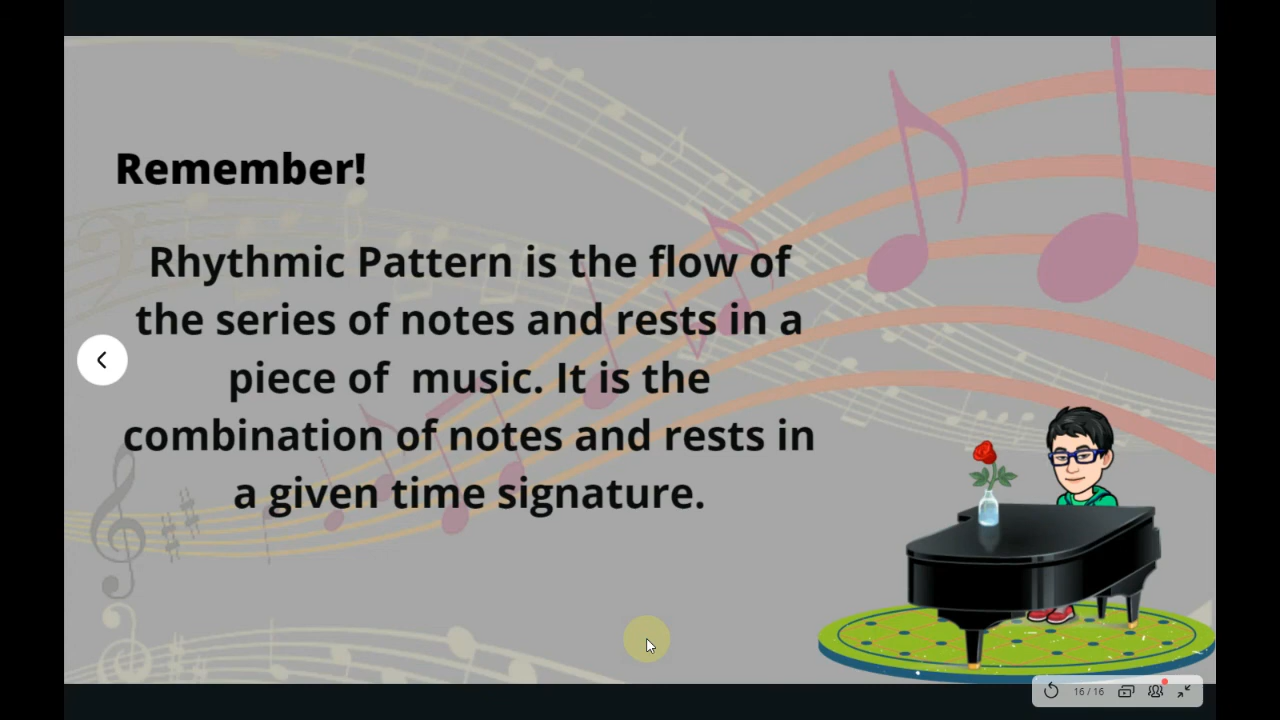 Remember!
Rhythmic Pattern is the flow of
the series of notes and rests in a
piece of music. It is the
combination of notes and rests in
a given time signature.
16 / 16